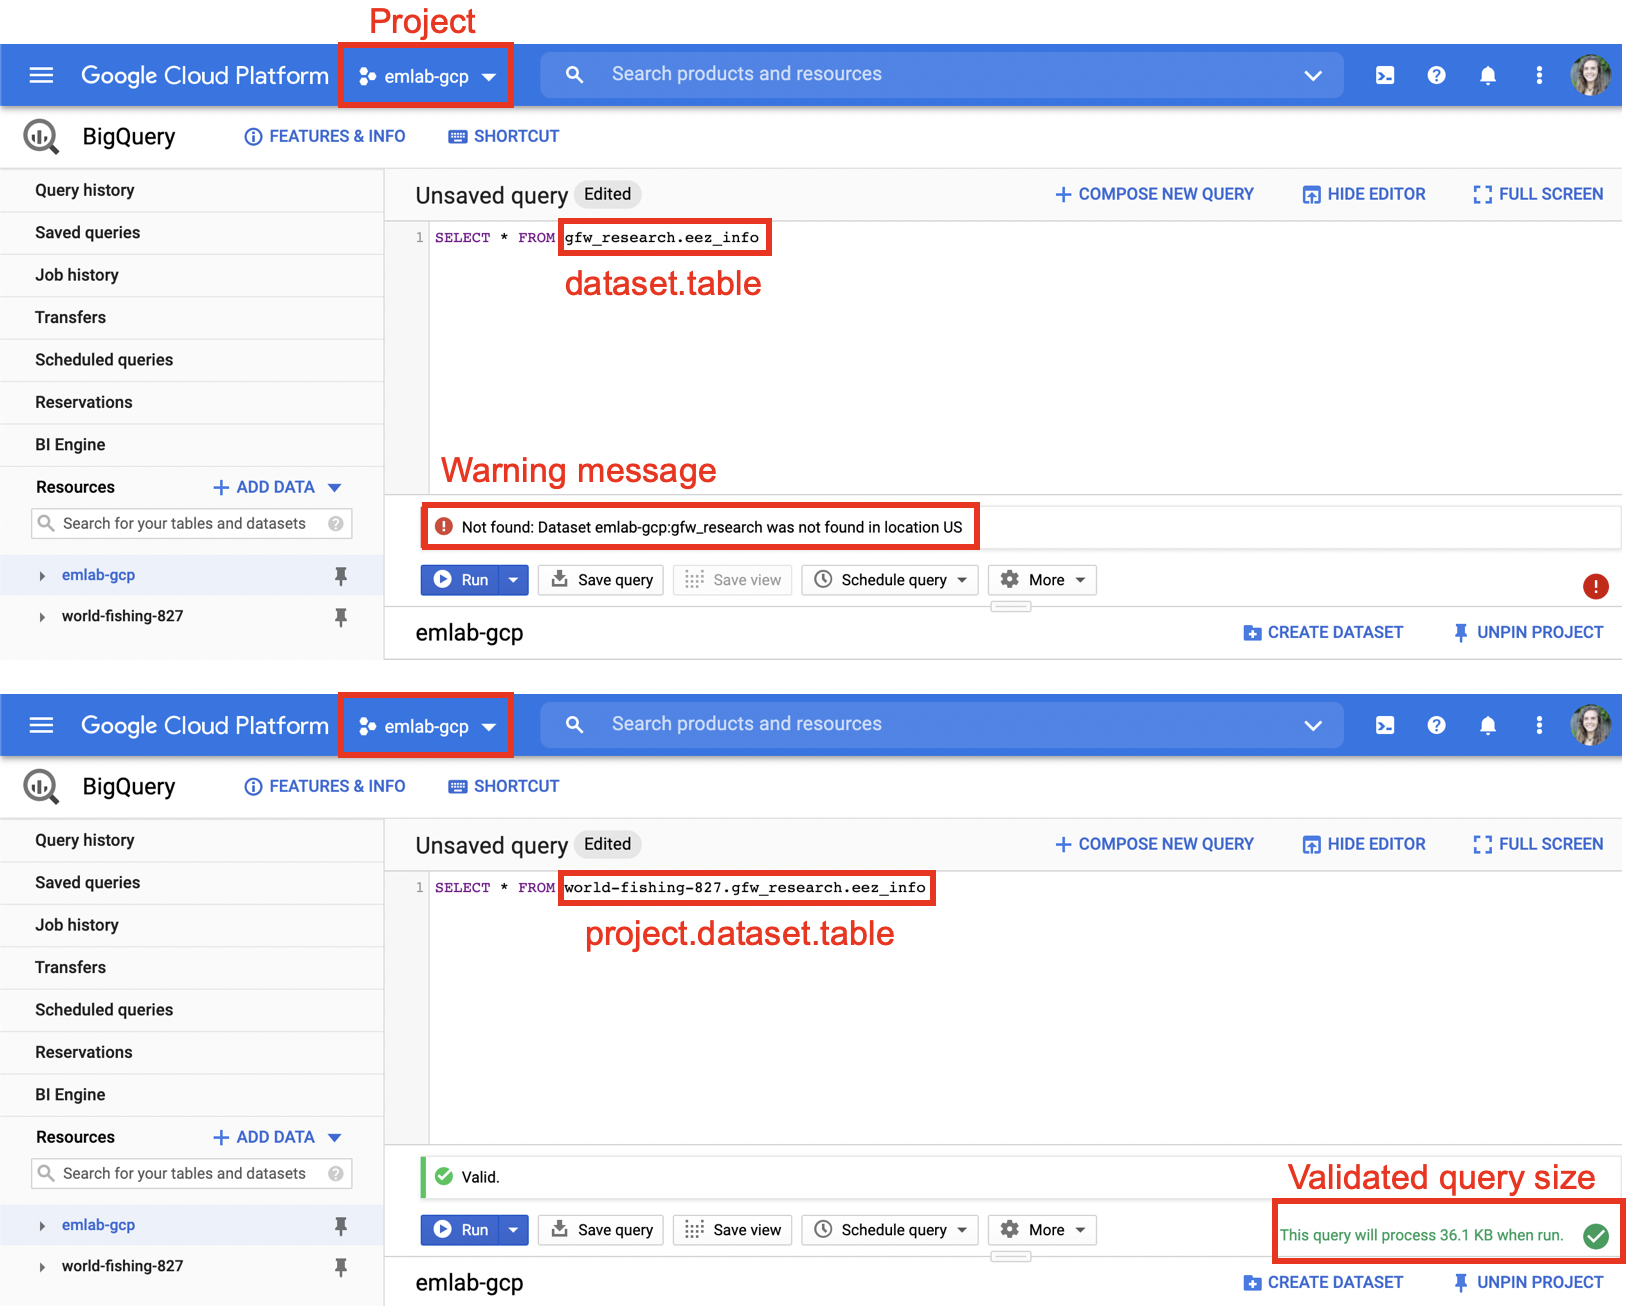 Project
Google Cloud Platform emlab-gcp Search products and resources
BigQuery FEATURES & INFO SHORTCUT
Query history
Saved queries
Job history
Transfers
Scheduled queries
Reservations
BI Engine
Resources + ADD DATA
Search for your tables and datasets
emlab-gcp
world-fishing-827
Unsaved query Edited + COMPOSE NEW QUERY HIDE EDITOR FULL SCREEN
1 SELECT * FROM gfw_research.eez_info
dataset.table
Warning message
Not found: Dataset emlab-gcp:gfw_research was not found in location US
Run Save query Save view Schedule query More
emlab-gcp CREATE DATASET UNPIN PROJECT
Google Cloud Platform emlab-gcp Search products and resources
BigQuery FEATURES & INFO SHORTCUT
Query history
Saved queries
Job history
Transfers
Scheduled queries
Reservations
BI Engine
Resources + ADD DATA
Search for your tables and datasets
emlab-gcp
world-fishing-827
Unsaved query Edited + COMPOSE NEW QUERY HIDE EDITOR FULL SCREEN
1 SELECT * FROM world-fishing-827.gfw_research.eez_info
project.dataset.table
Valid.
Validated query size
Run Save query Save view Schedule query More
This query will process 36.1 KB when run.
emlab-gcp CREATE DATASET UNPIN PROJECT